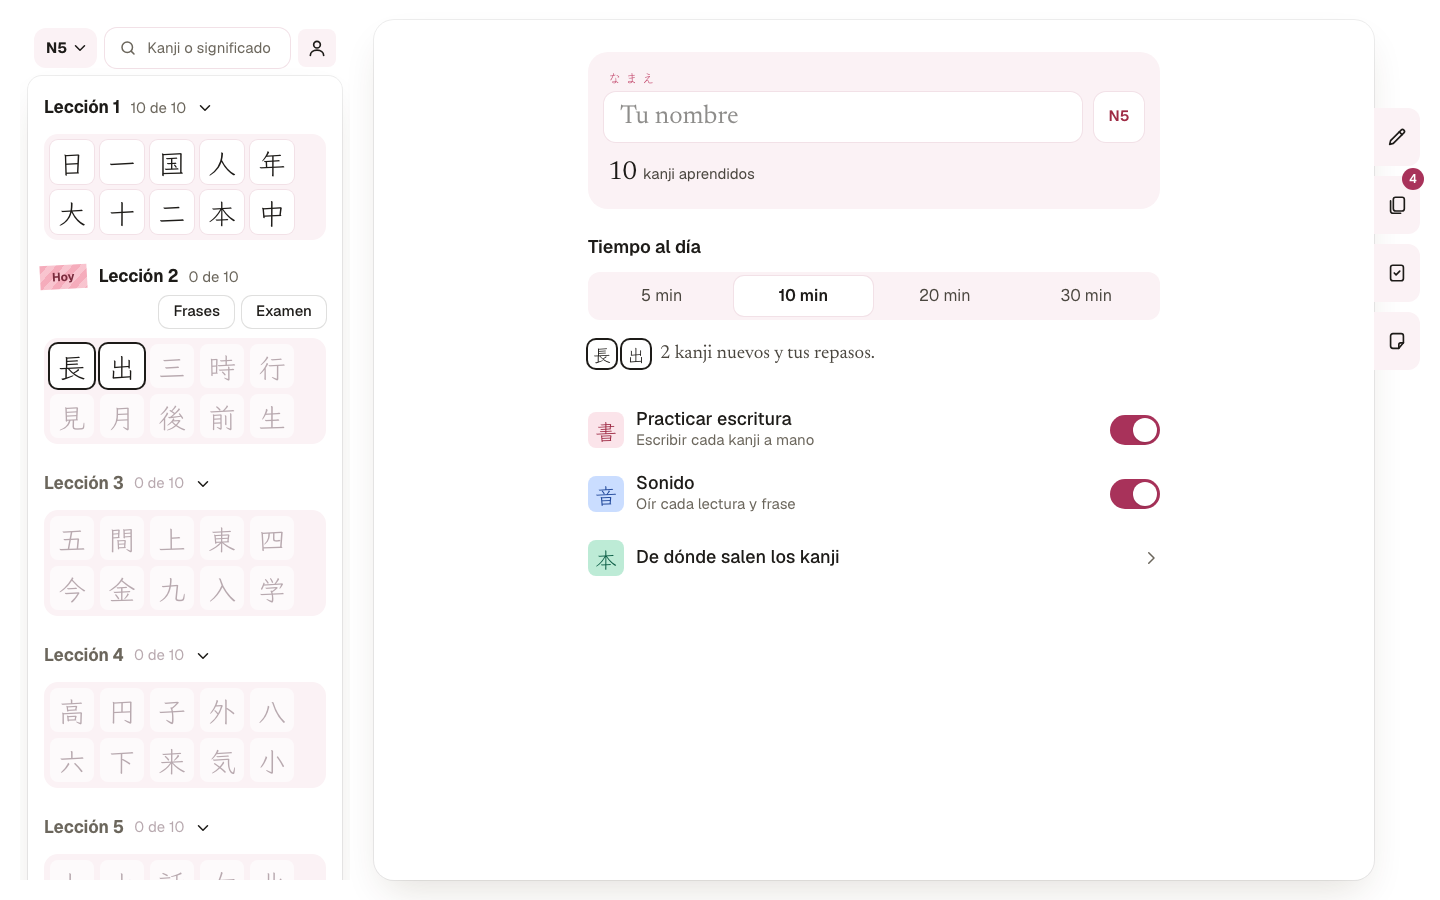 N5
Kanji o significado
Lección 1 10 de 10
日 一 国 人 年
大 十 二 本 中
Hoy Lección 2 0 de 10
Frases Examen
長 出 三 時 行
見 月 後 前 生
Lección 3 0 de 10
五 間 上 東 四
今 金 九 入 学
Lección 4 0 de 10
高 円 子 外 八
六 下 来 気 小
Lección 5 0 de 10
なまえ
Tu nombre N5
10 kanji aprendidos
Tiempo al día
5 min 10 min 20 min 30 min
長 出 2 kanji nuevos y tus repasos.
書 Practicar escritura
Escribir cada kanji a mano
音 Sonido
Oír cada lectura y frase
本 De dónde salen los kanji
4